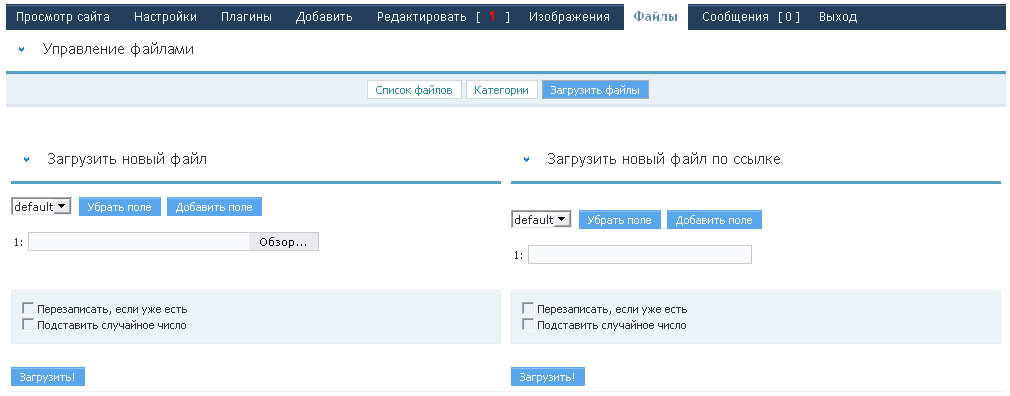 Просмотр сайта Настройки Плагины Добавить Редактировать [ 1 ] Изображения Файлы Сообщения [ 0 ] Выход
Управление файлами
Список файлов Категории Загрузить файлы
Загрузить новый файл
default Убрать поле Добавить поле
1: Обзор...
Перезаписать, если уже есть
Подставить случайное число
Загрузить!
Загрузить новый файл по ссылке
default Убрать поле Добавить поле
1:
Перезаписать, если уже есть
Подставить случайное число
Загрузить!